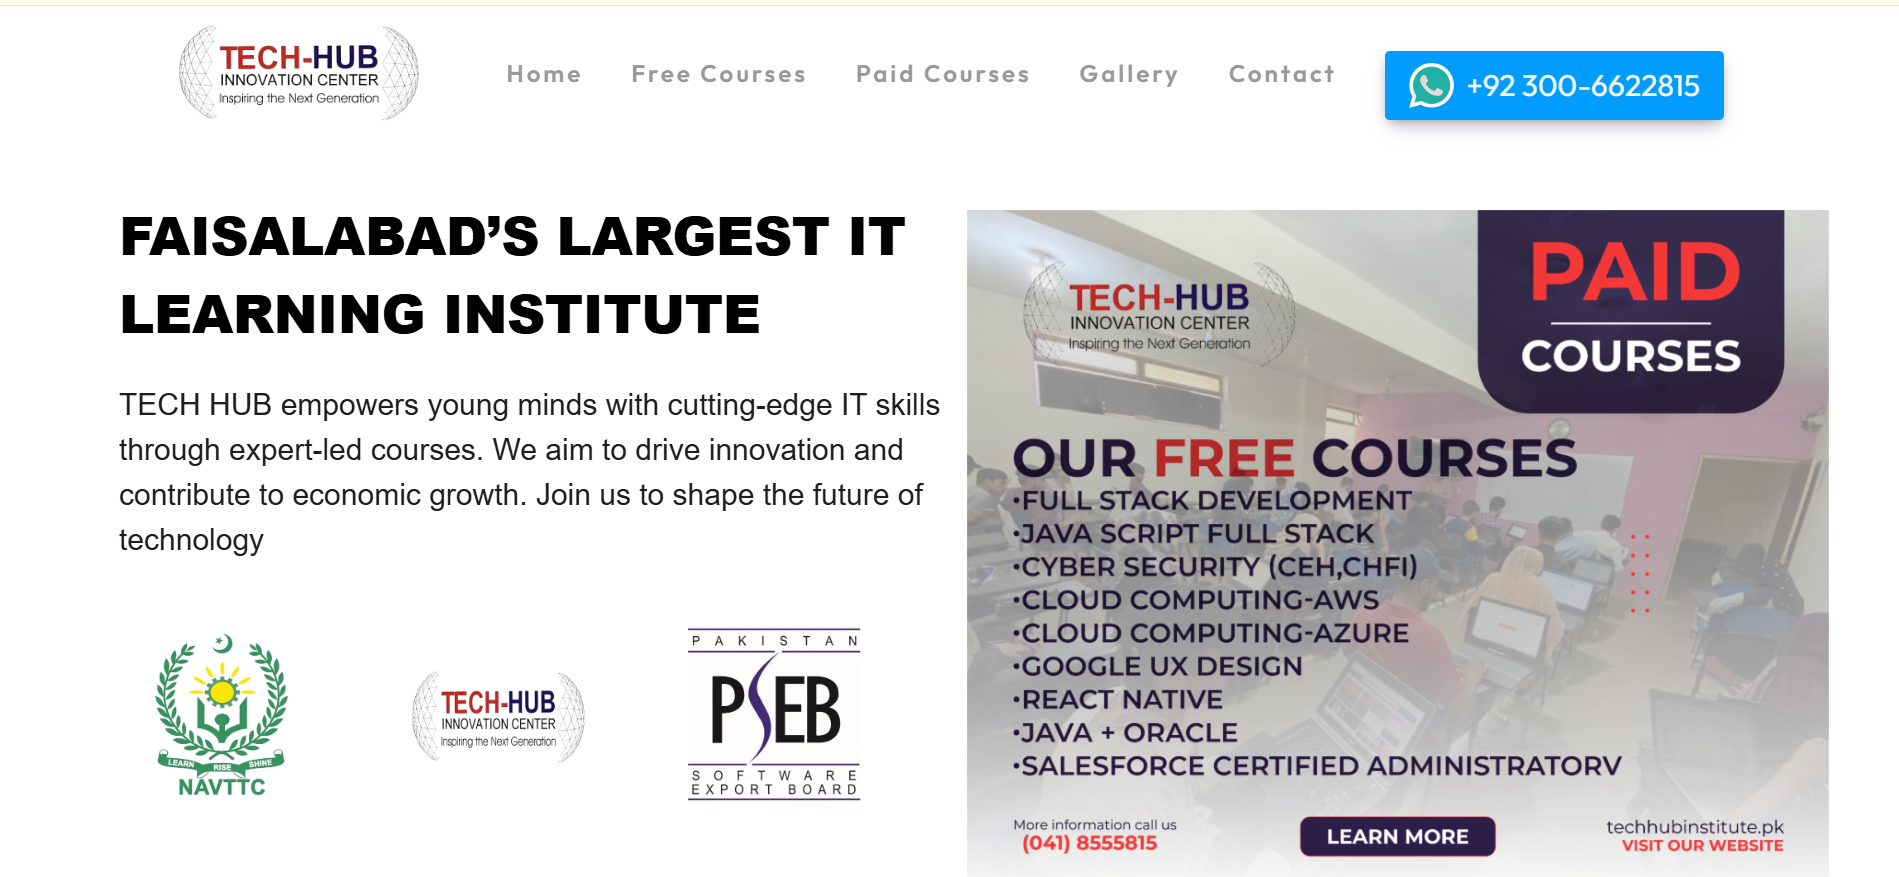 TECH-HUB
INNOVATION CENTER
Inspiring the Next Generation
Home
Free Courses
Paid Courses
Gallery
Contact
+92 300-6622815
FAISALABAD’S LARGEST IT
LEARNING INSTITUTE
TECH HUB empowers young minds with cutting-edge IT skills
through expert-led courses. We aim to drive innovation and
contribute to economic growth. Join us to shape the future of
technology
LEARN RISE SHINE
NAVTTC
TECH-HUB
INNOVATION CENTER
Inspiring the Next Generation
PAKISTAN
PSEB
SOFTWARE
EXPORT BOARD
TECH-HUB
INNOVATION CENTER
Inspiring the Next Generation
PAID
COURSES
OUR FREE COURSES
•FULL STACK DEVELOPMENT
•JAVA SCRIPT FULL STACK
•CYBER SECURITY (CEH,CHFI)
•CLOUD COMPUTING-AWS
•CLOUD COMPUTING-AZURE
•GOOGLE UX DESIGN
•REACT NATIVE
•JAVA + ORACLE
•SALESFORCE CERTIFIED ADMINISTRATORV
More information call us
(041) 8555815
LEARN MORE
techhubinstitute.pk
VISIT OUR WEBSITE